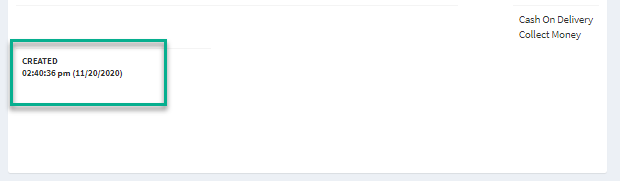 Cash On Delivery
Collect Money
CREATED
02:40:36 pm (11/20/2020)